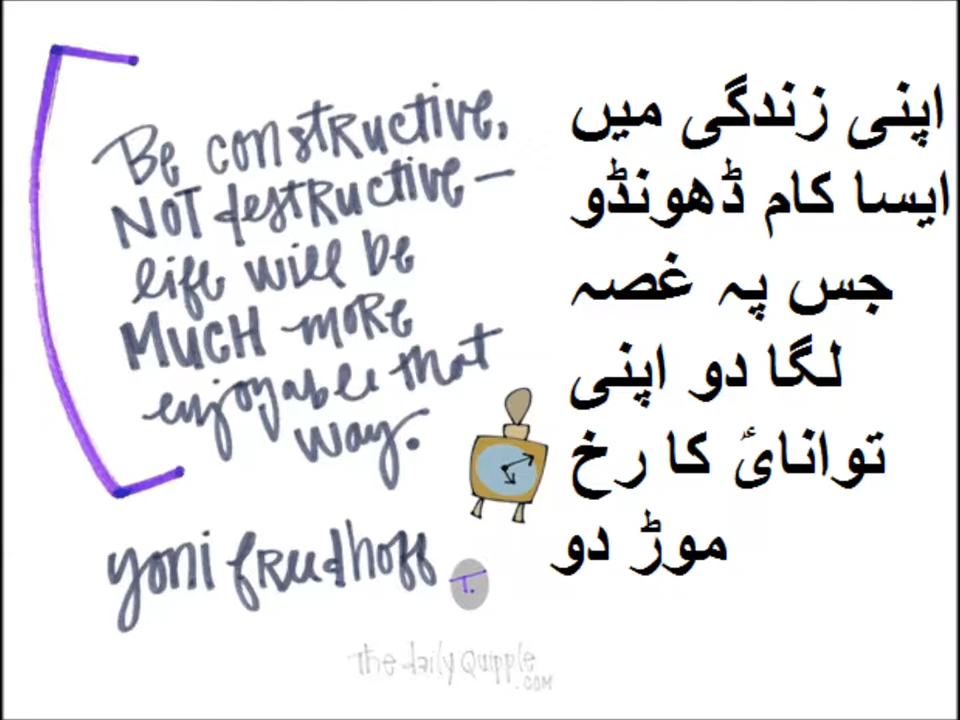 Be constructive,
NOT destructive —
life will be
MUCH more
enjoyable that
way.
yoni frudhoff
T.
the daily Quipple
.com
اپنی زندگی میں
ایسا کام ڈھونڈو
جس پہ غصہ
لگا دو اپنی
توانائ کا رخ
موڑ دو